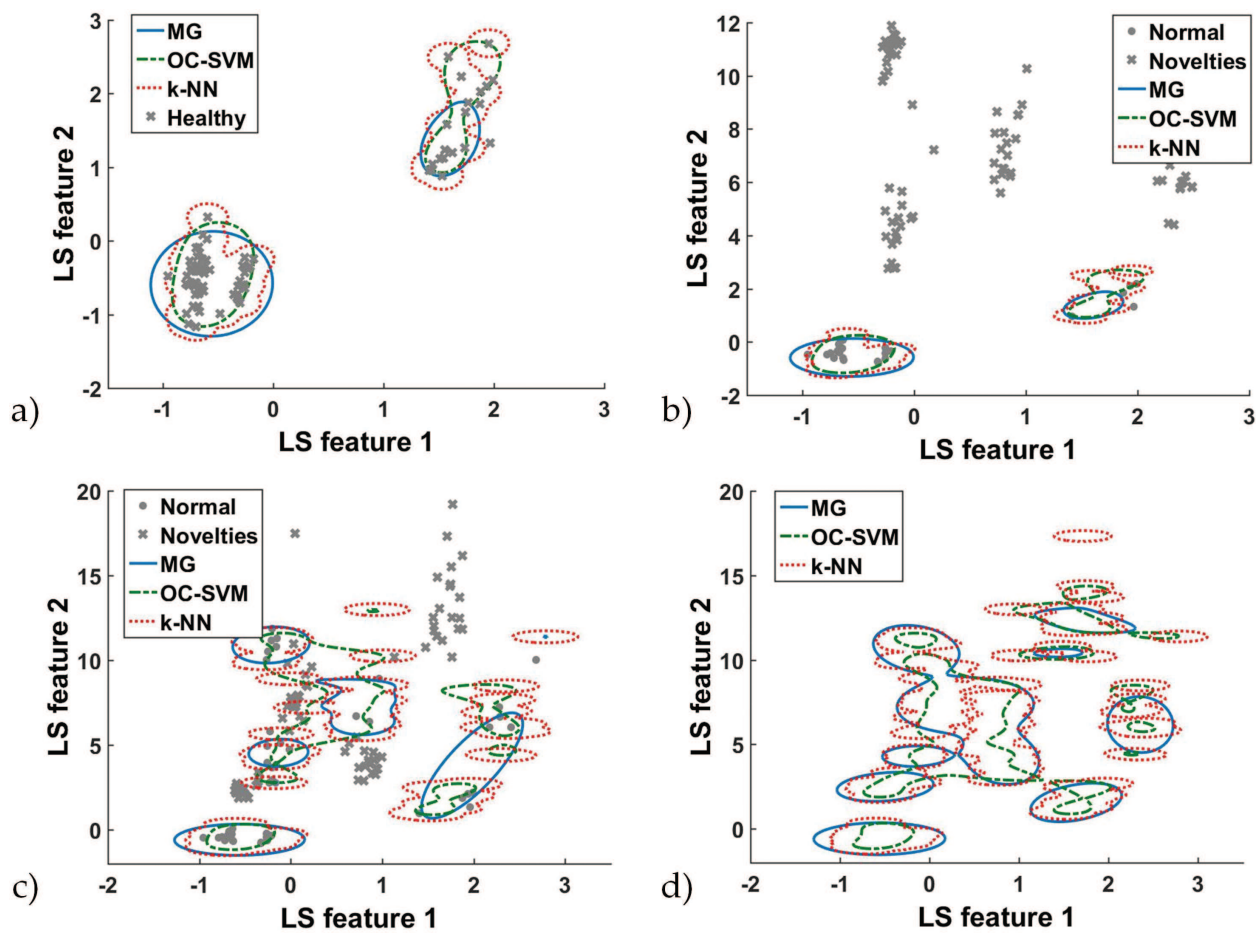 3
2
1
0
-1
-2
-1
0
1
2
3
LS feature 2
LS feature 1
MG
OC-SVM
k-NN
Healthy
a)
12
10
8
6
4
2
0
-2
-1
0
1
2
3
LS feature 2
LS feature 1
Normal
Novelties
MG
OC-SVM
k-NN
b)
20
15
10
5
0
-2
-1
0
1
2
3
LS feature 2
LS feature 1
Normal
Novelties
MG
OC-SVM
k-NN
c)
20
15
10
5
0
-2
-1
0
1
2
3
LS feature 2
LS feature 1
MG
OC-SVM
k-NN
d)